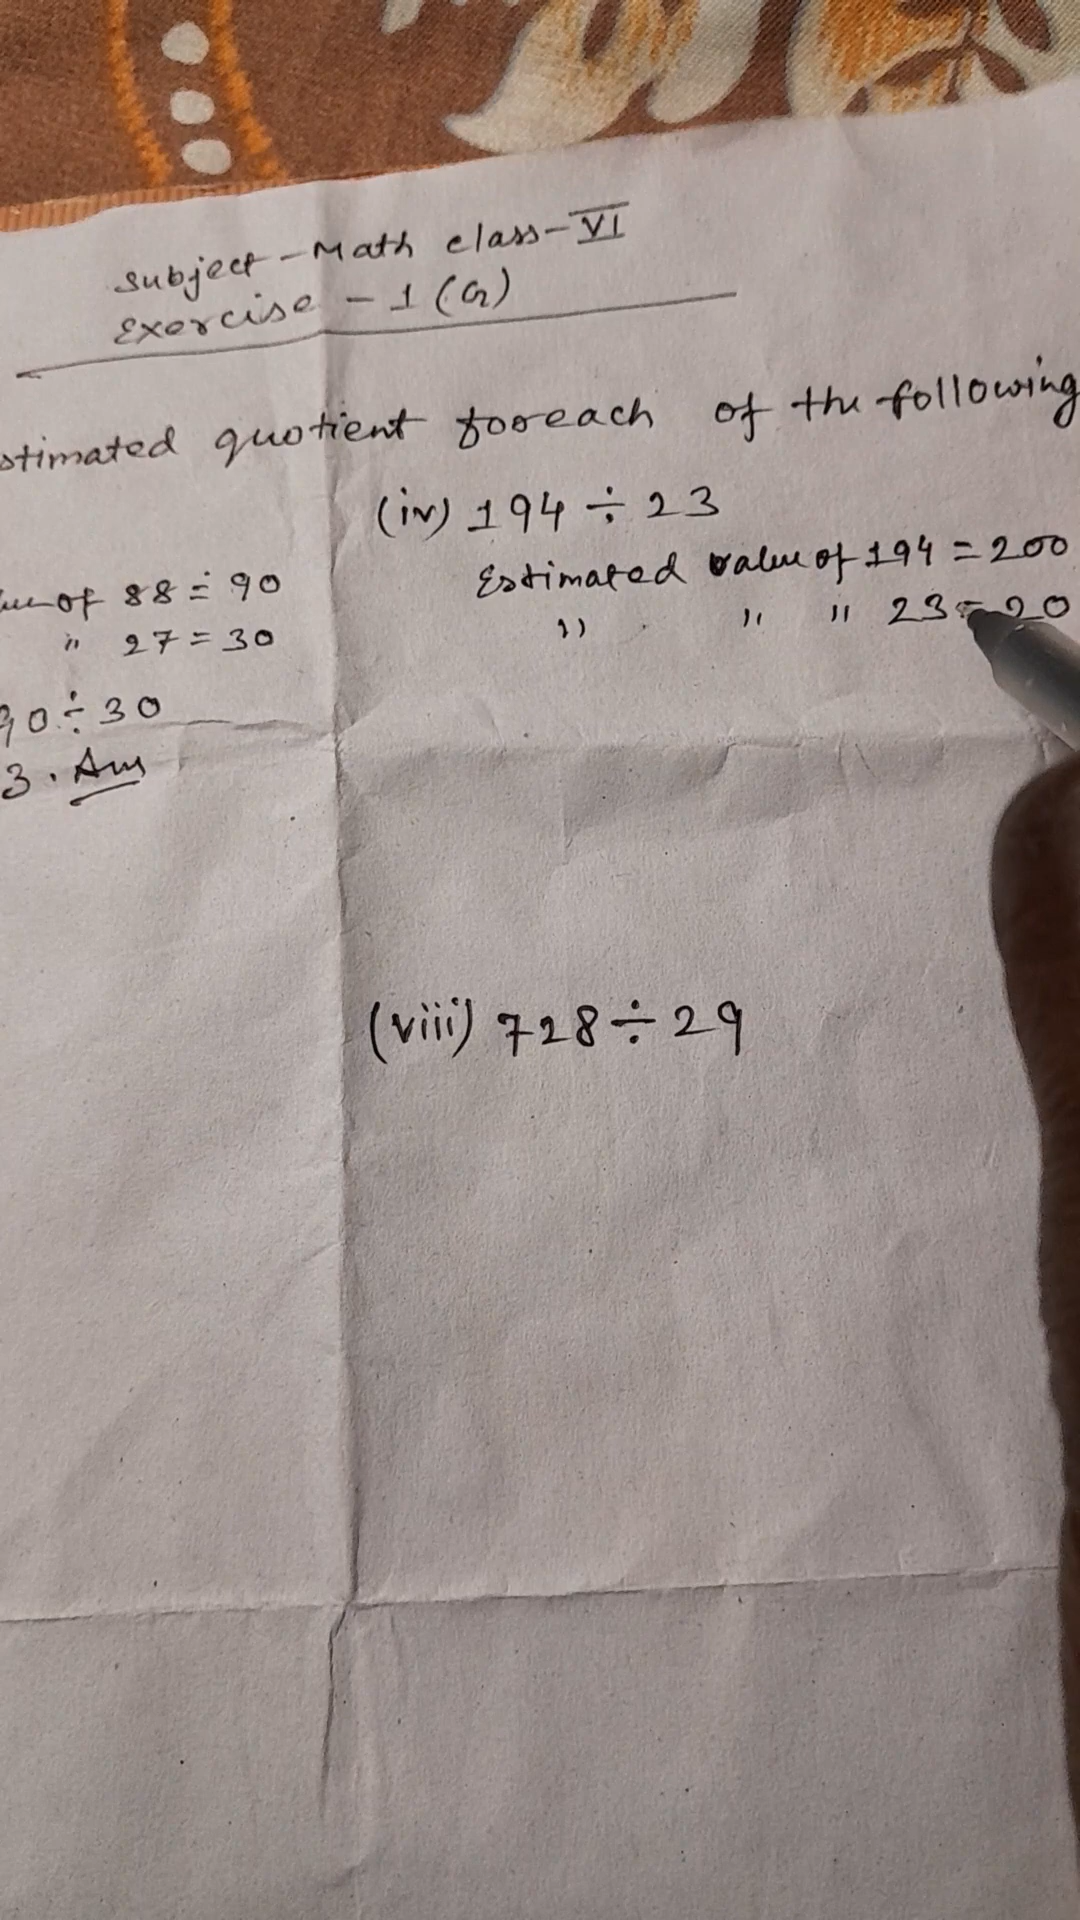 Subject - Math class - VI
Exercise - 1 (G)
stimated quotient for each of the following
(iv) 194 ÷ 23
Estimated value of 194 = 200
" " " 23 = 20
of 88 = 90
" 27 = 30
90 ÷ 30
3. Ans
(viii) 728 ÷ 29